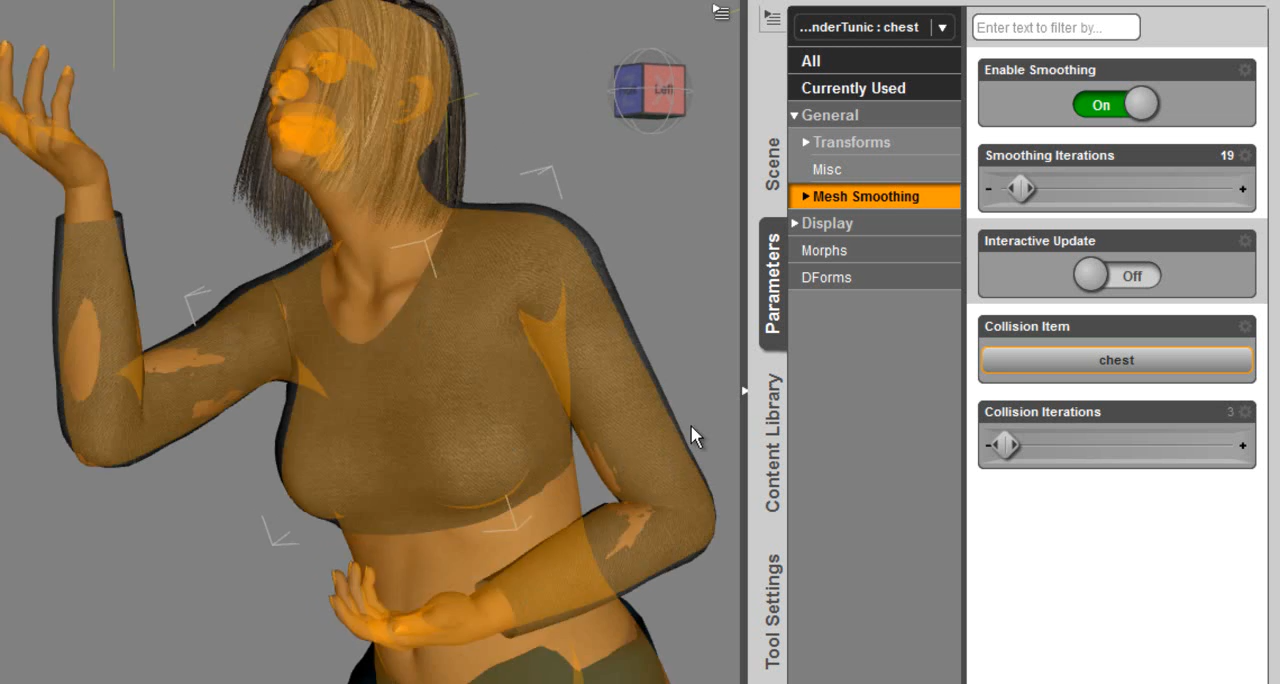 ...nderTunic : chest
Enter text to filter by...
All
Currently Used
General
Transforms
Misc
Mesh Smoothing
Display
Morphs
DForms
Enable Smoothing
On
Smoothing Iterations 19
- +
Interactive Update
Off
Collision Item
chest
Collision Iterations 3
- +
Scene
Parameters
Content Library
Tool Settings
Left